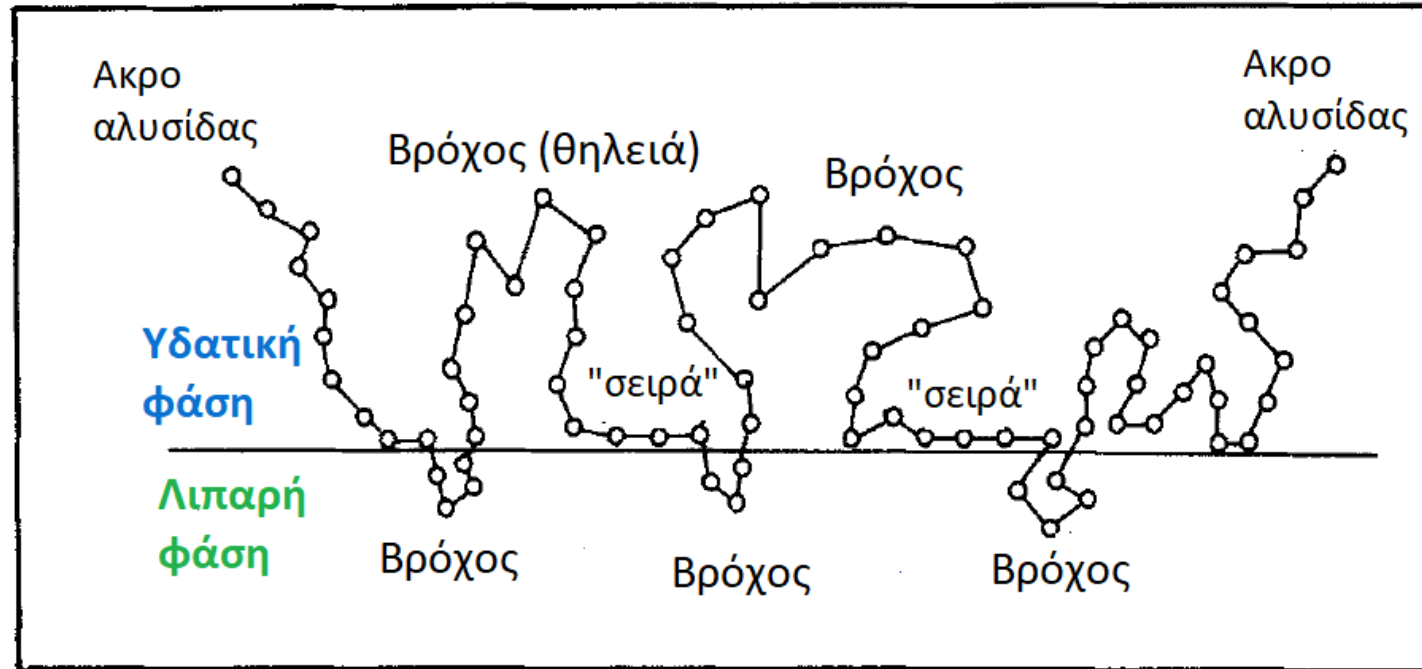 Ακρο
αλυσίδας
Βρόχος (θηλειά)
Βρόχος
Ακρο
αλυσίδας
Υδατική
φάση
"σειρά"
"σειρά"
Λιπαρή
φάση
Βρόχος
Βρόχος
Βρόχος